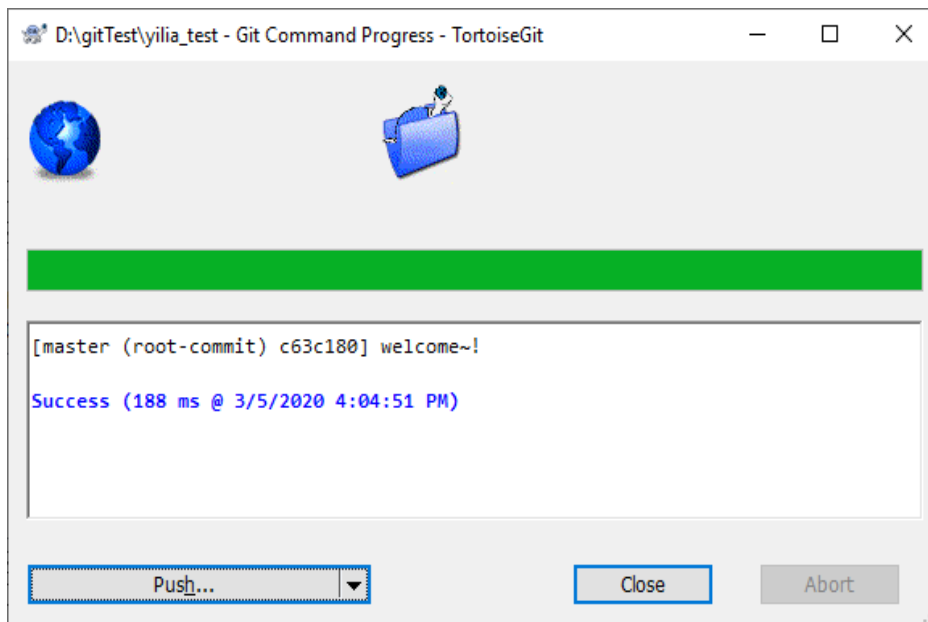 D:\gitTest\yilia_test - Git Command Progress - TortoiseGit
[master (root-commit) c63c180] welcome~!
Success (188 ms @ 3/5/2020 4:04:51 PM)
Push... Close Abort